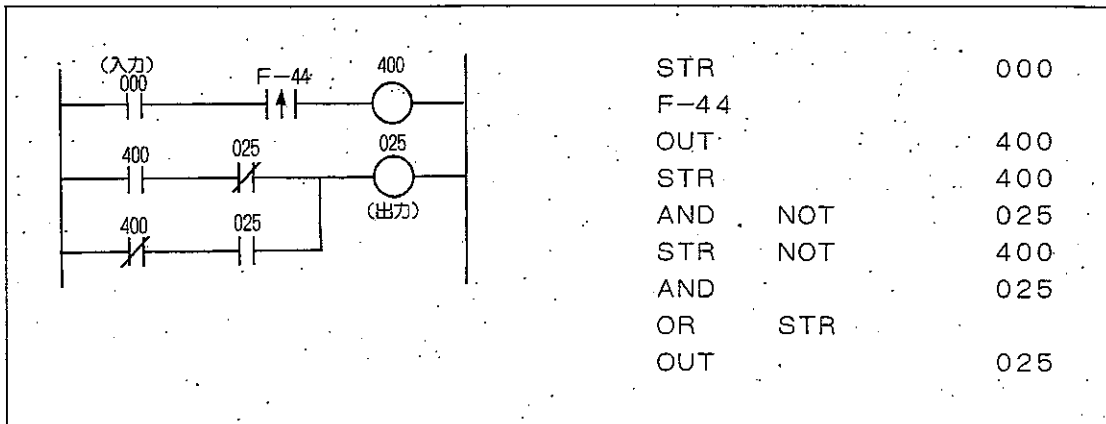 (入力)
000 F-44 400
400 025 025
(出力)
400 025
STR 000
F-44
OUT 400
STR 400
AND NOT 025
STR NOT 400
AND 025
OR STR
OUT 025